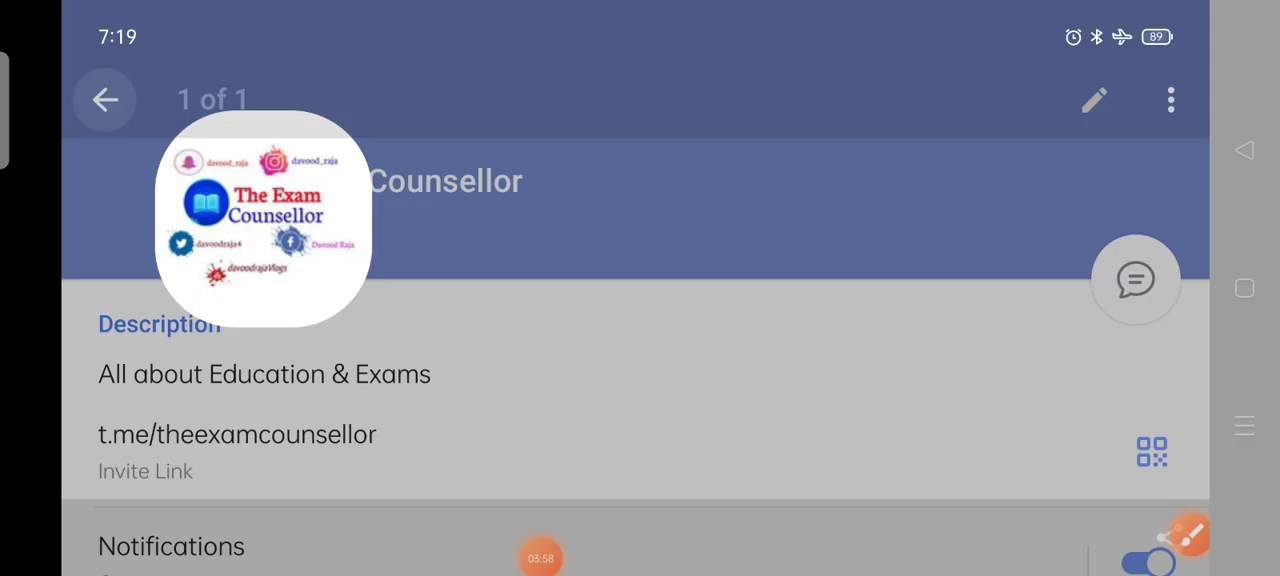 7:19
89
1 of 1
davood_raja
davood_raja
The Exam
Counsellor
Counsellor
davoodraja4
Davood Raja
davoodrajaVlogs
Description
All about Education & Exams
t.me/theexamcounsellor
Invite Link
Notifications
03:58